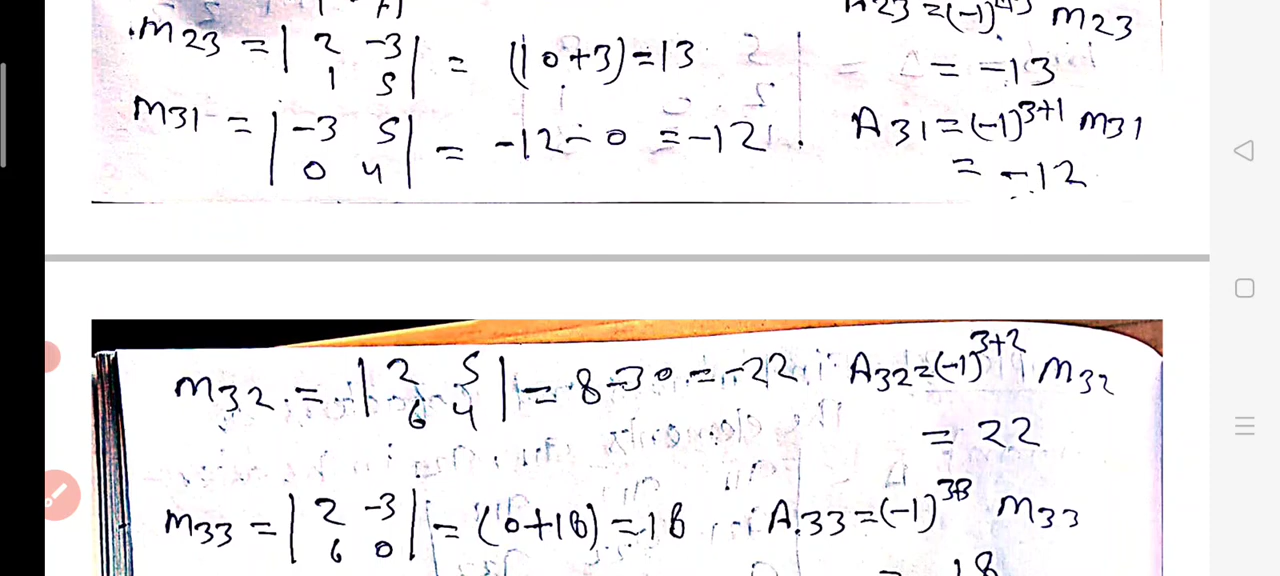 A23 = (-1)^2+3 M23
M23 = | 2 -3 | = (10+3) = 13
1 5
= -13
M31 = | -3 5 | = -12 - 0 = -12
0 4
A31 = (-1)^3+1 M31
= -12
M32 = | 2 5 | = 8-30 = -22
6 4
A32 = (-1)^3+2 M32
= 22
M33 = | 2 -3 | = (0+18) = 18
6 0
A33 = (-1)^3+3 M33
= 18